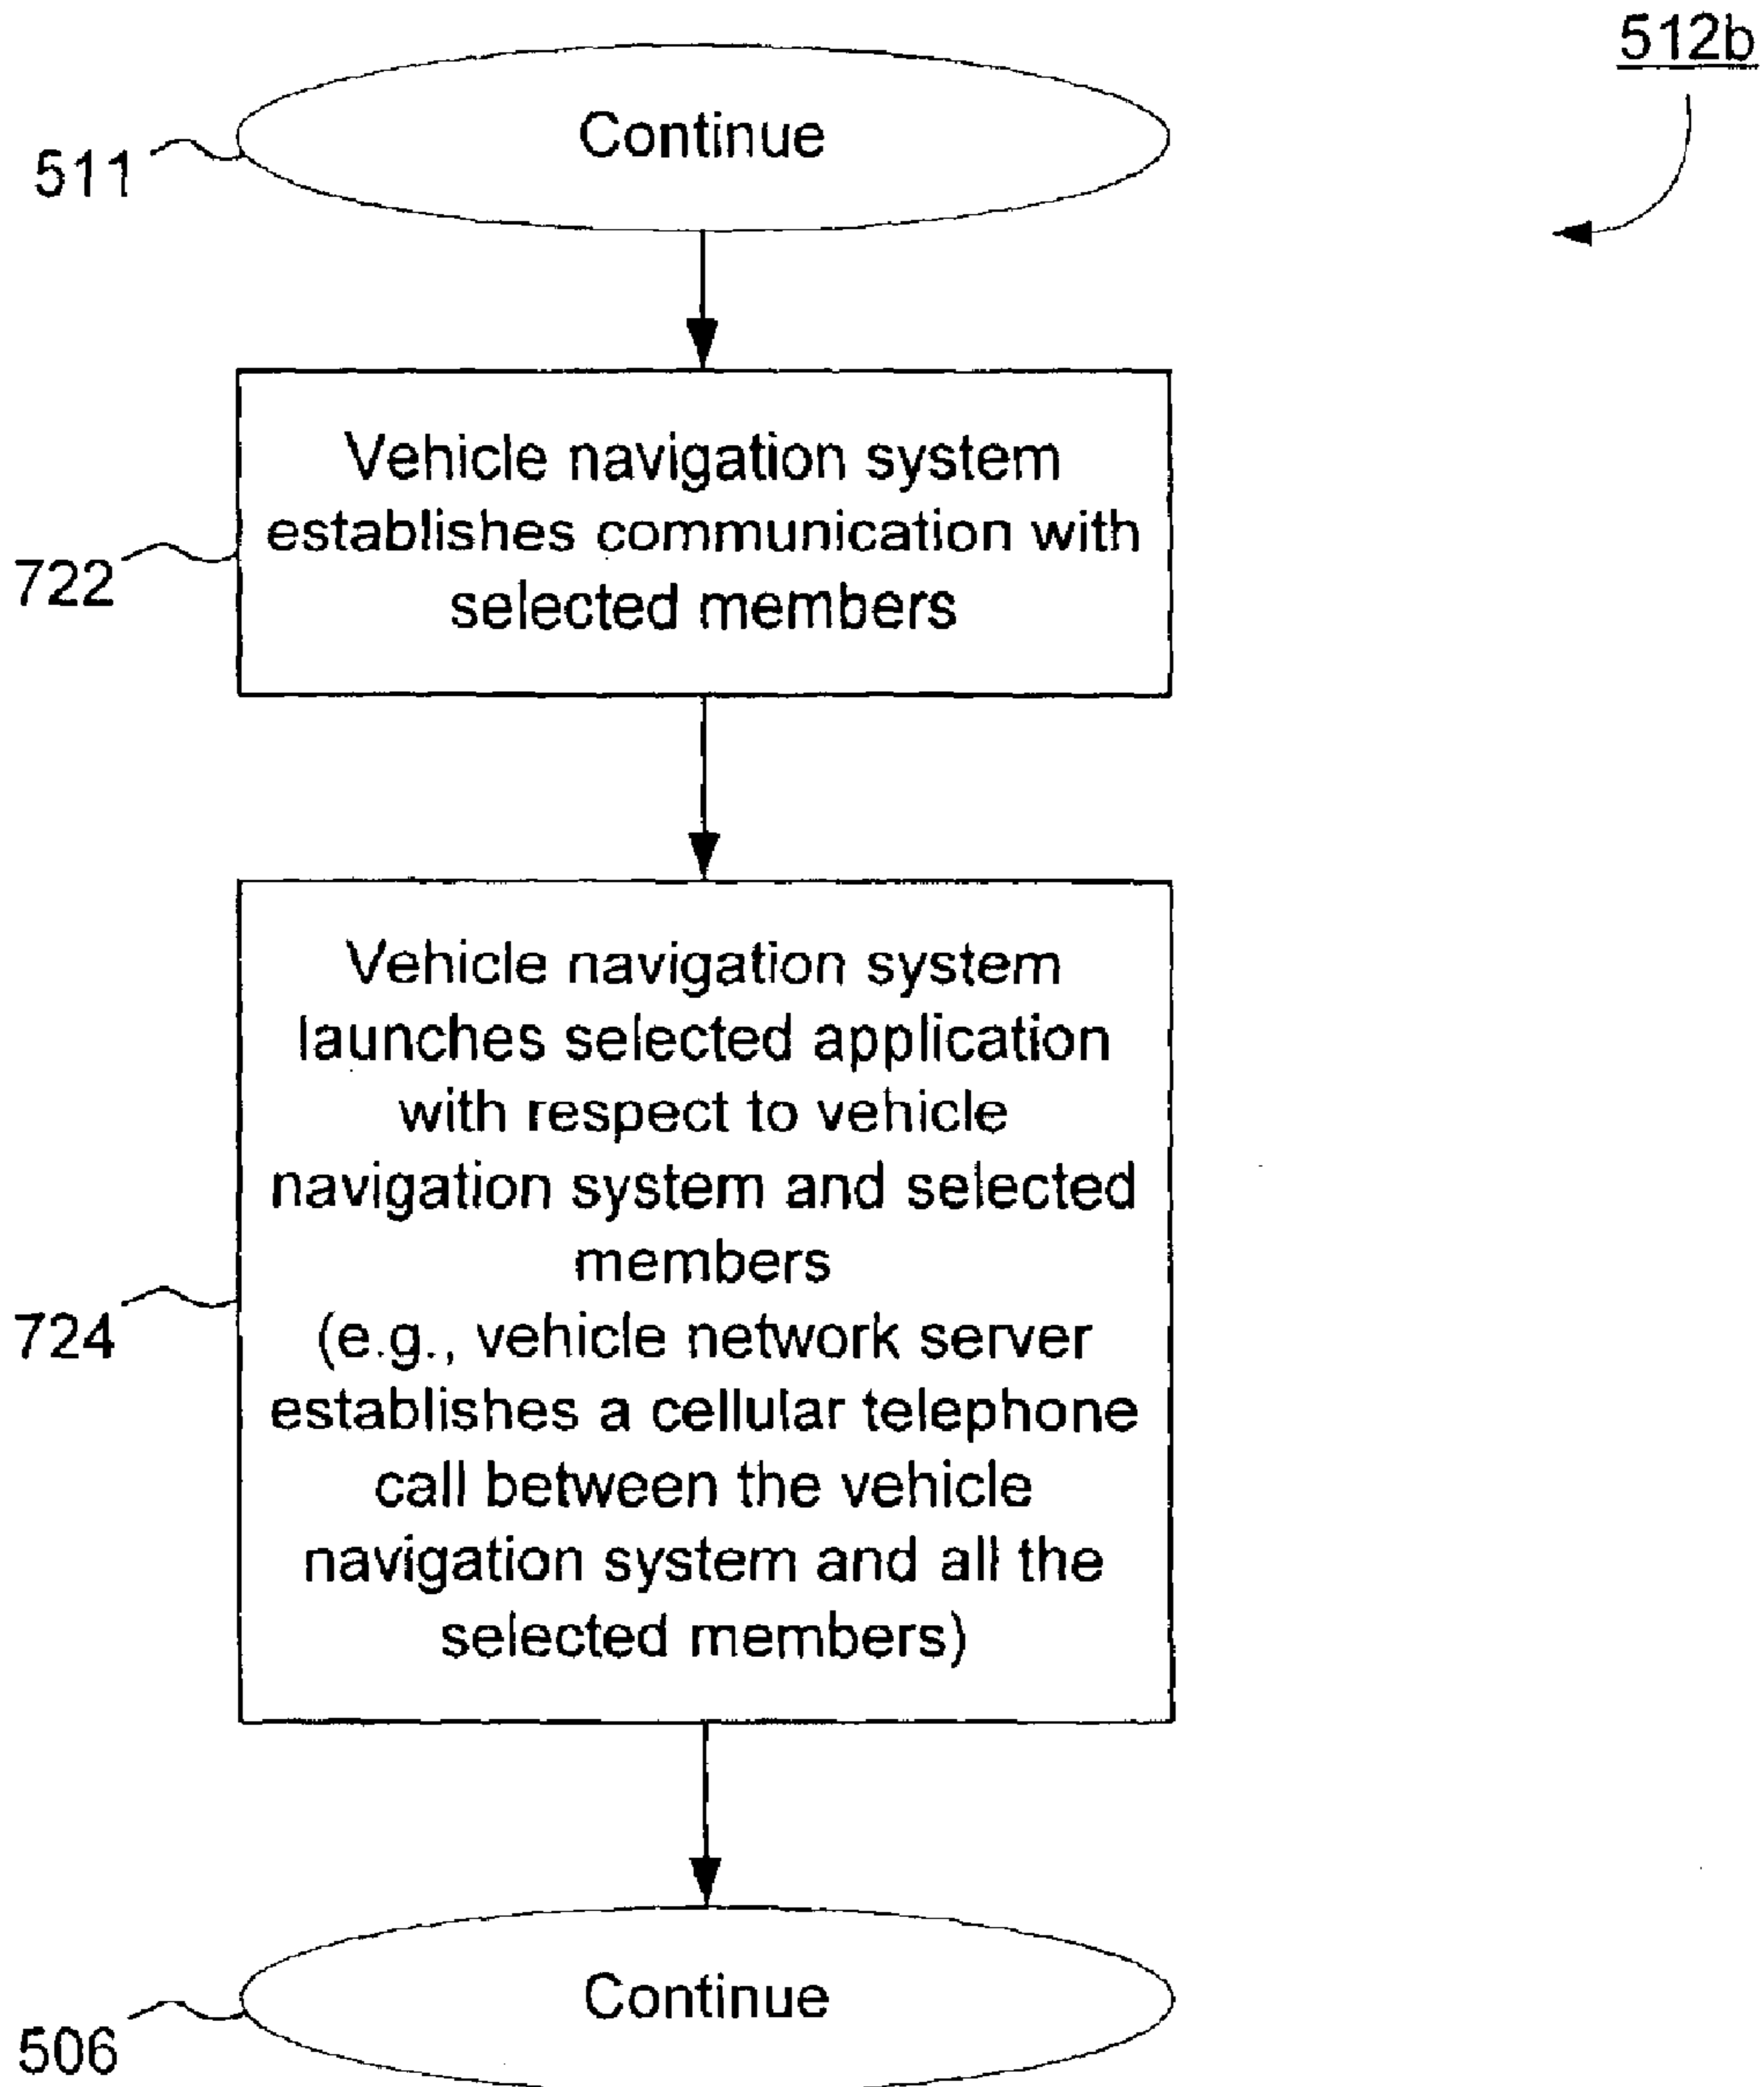 512b
Continue
511
Vehicle navigation system
establishes communication with
selected members
722
Vehicle navigation system
launches selected application
with respect to vehicle
navigation system and selected
members
(e.g., vehicle network server
establishes a cellular telephone
call between the vehicle
navigation system and all the
selected members)
724
Continue
506